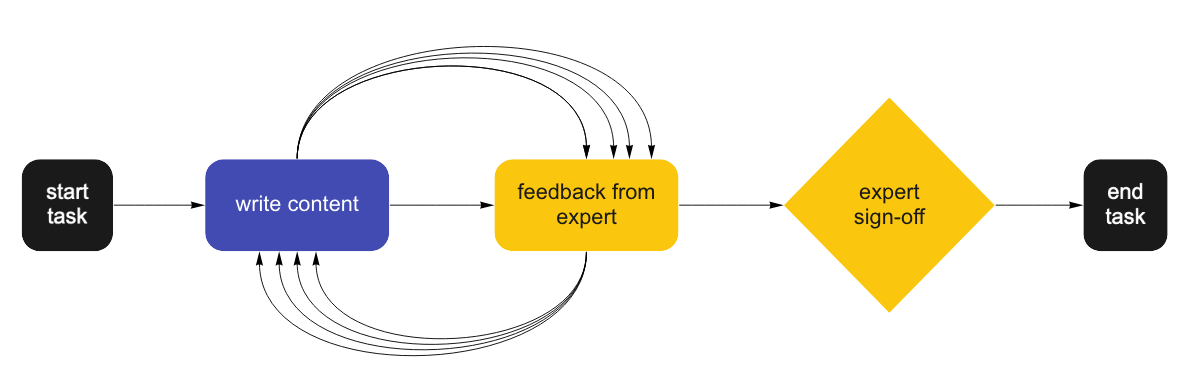 start
task
write content
feedback from
expert
expert
sign-off
end
task